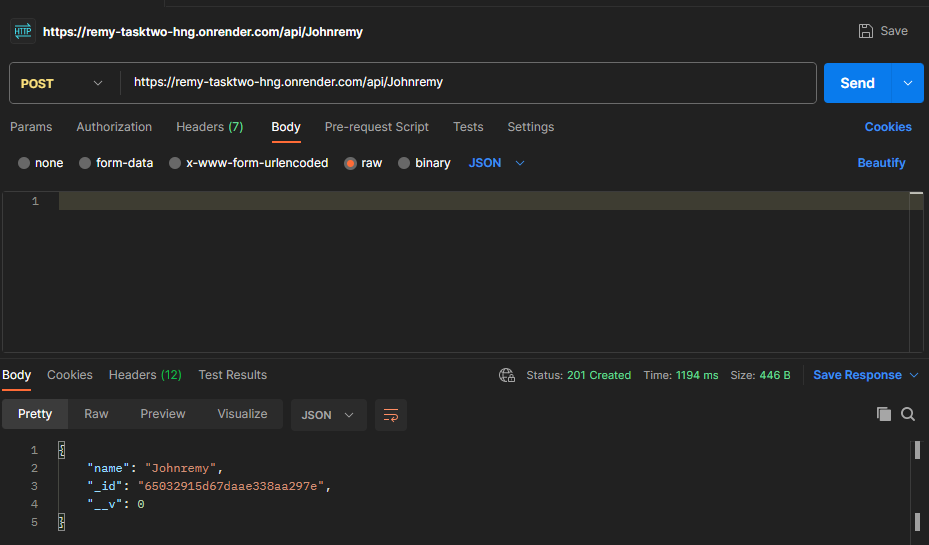 HTTP https://remy-tasktwo-hng.onrender.com/api/Johnremy Save
POST https://remy-tasktwo-hng.onrender.com/api/Johnremy Send
Params Authorization Headers (7) Body Pre-request Script Tests Settings Cookies
none form-data x-www-form-urlencoded raw binary JSON Beautify
1
Body Cookies Headers (12) Test Results Status: 201 Created Time: 1194 ms Size: 446 B Save Response
Pretty Raw Preview Visualize JSON
1 {
2 "name": "Johnremy",
3 "_id": "65032915d67daae338aa297e",
4 "__v": 0
5 }